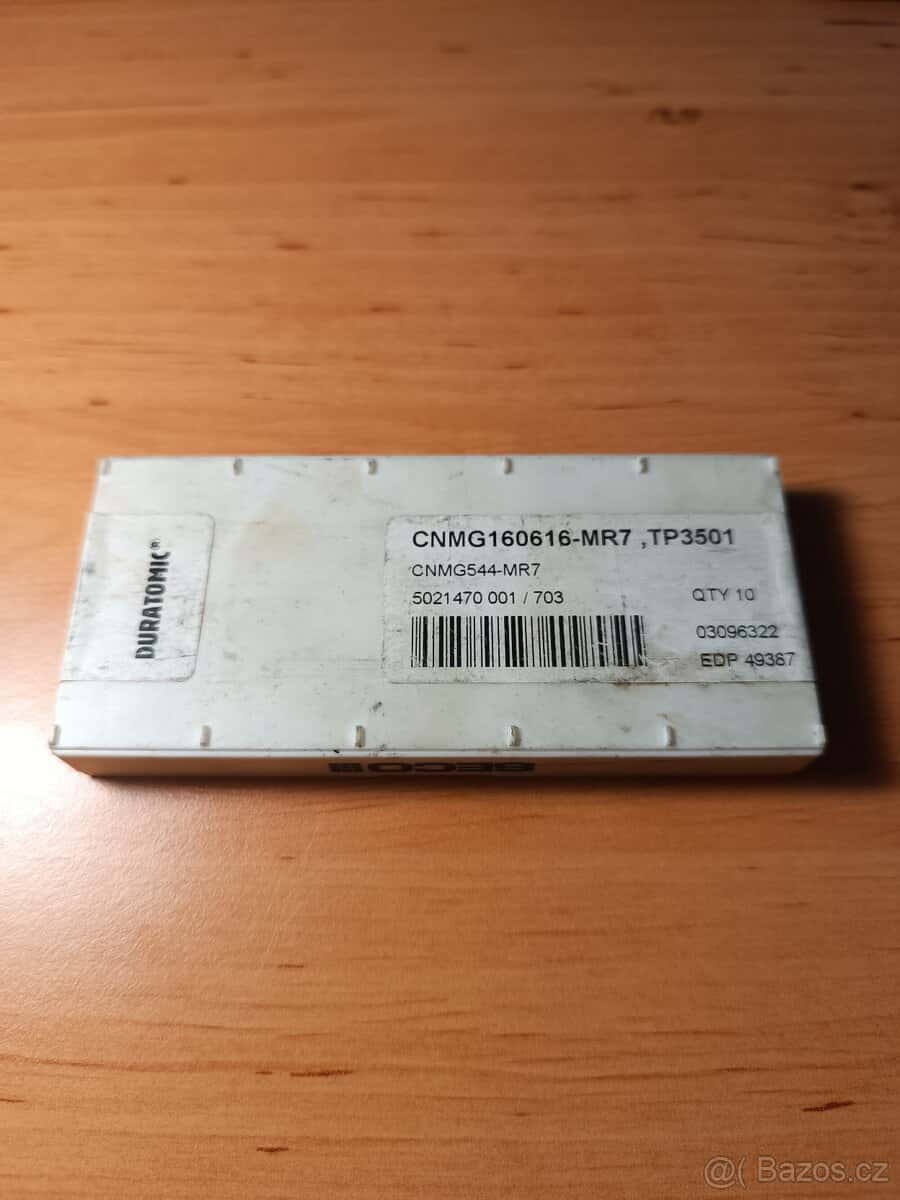 DURATOMIC®
CNMG160616-MR7 ,TP3501
CNMG544-MR7
5021470 001 / 703
QTY 10
03096322
EDP 49387
SECO
@( Bazos.cz